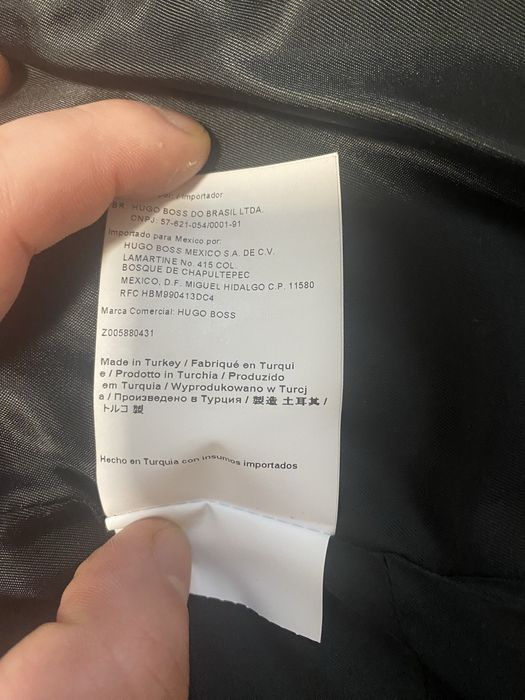 / Importador
BR: HUGO BOSS DO BRASIL LTDA.
CNPJ: 57-621-054/0001-91
Importado para Mexico por:
HUGO BOSS MEXICO S.A. DE C.V.
LAMARTINE No. 415 COL.
BOSQUE DE CHAPULTEPEC
MEXICO, D.F. MIGUEL HIDALGO C.P. 11580
RFC HBM990413DC4
Marca Comercial: HUGO BOSS
Z005880431
Made in Turkey / Fabriqué en Turqui
e / Prodotto in Turchia / Produzido
em Turquia / Wyprodukowano w Turcj
a / Произведено в Турция / 製造 土耳其 /
トルコ 製
Hecho en Turquia con insumos importados